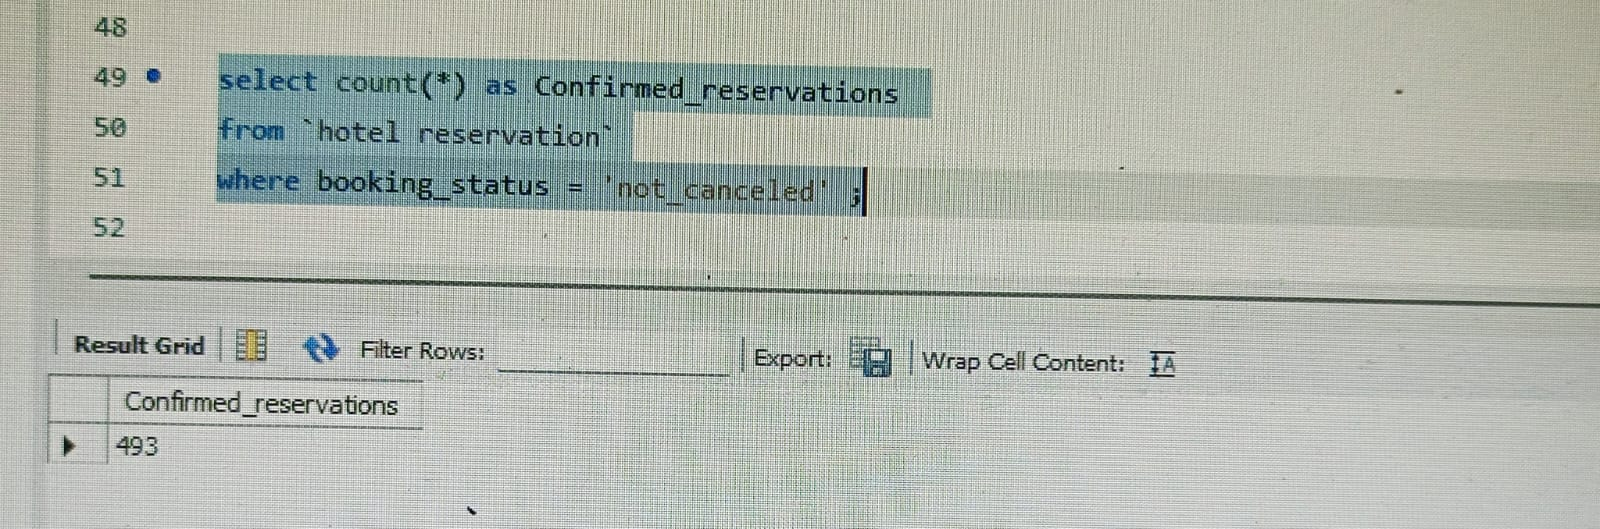 48
49 select count(*) as Confirmed_reservations
50 from `hotel reservation`
51 where booking_status = 'not_canceled' ;
52
Result Grid Filter Rows: Export: Wrap Cell Content: IA
Confirmed_reservations
493